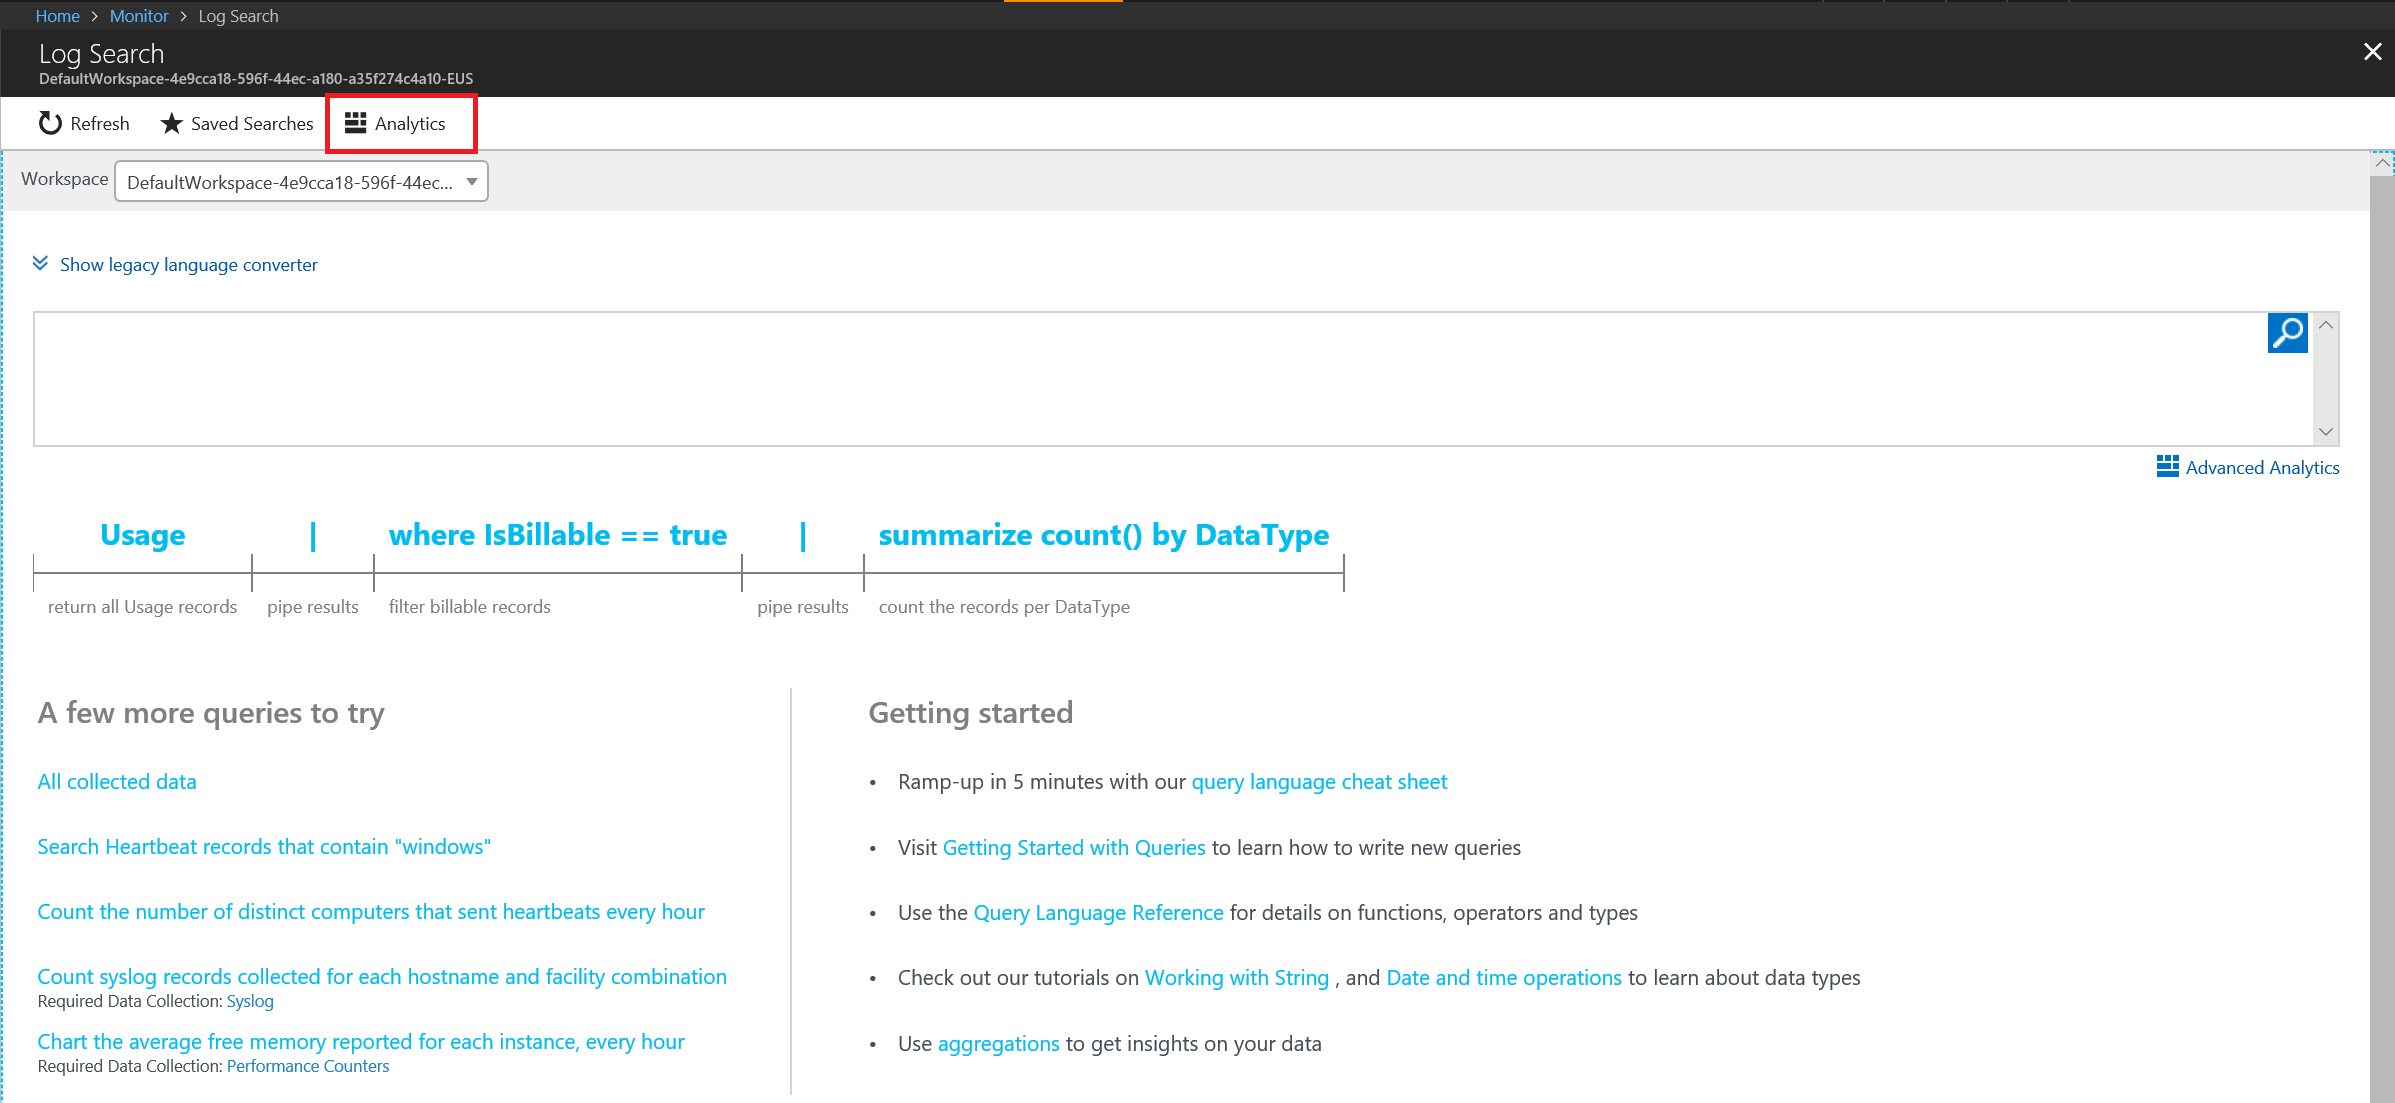 Home > Monitor > Log Search
Log Search
DefaultWorkspace-4e9cca18-596f-44ec-a180-a35f274c4a10-EUS
Refresh Saved Searches Analytics
Workspace DefaultWorkspace-4e9cca18-596f-44ec...
Show legacy language converter
Advanced Analytics
Usage | where IsBillable == true | summarize count() by DataType
return all Usage records pipe results filter billable records pipe results count the records per DataType
A few more queries to try
All collected data
Search Heartbeat records that contain "windows"
Count the number of distinct computers that sent heartbeats every hour
Count syslog records collected for each hostname and facility combination
Required Data Collection: Syslog
Chart the average free memory reported for each instance, every hour
Required Data Collection: Performance Counters
Getting started
• Ramp-up in 5 minutes with our query language cheat sheet
• Visit Getting Started with Queries to learn how to write new queries
• Use the Query Language Reference for details on functions, operators and types
• Check out our tutorials on Working with String , and Date and time operations to learn about data types
• Use aggregations to get insights on your data